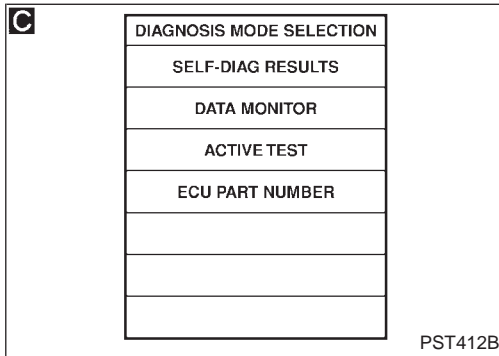 C
DIAGNOSIS MODE SELECTION
SELF-DIAG RESULTS
DATA MONITOR
ACTIVE TEST
ECU PART NUMBER
PST412B